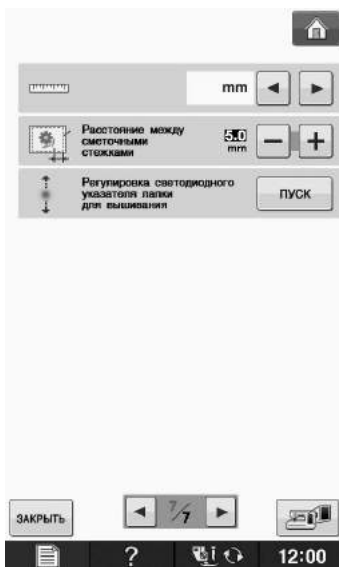 mm
Расстояние между
сметочными
стежками
5.0
mm
Регулировка светодиодного
указателя лапки
для вышивания
ПУСК
ЗАКРЫТЬ
7/7
?
12:00